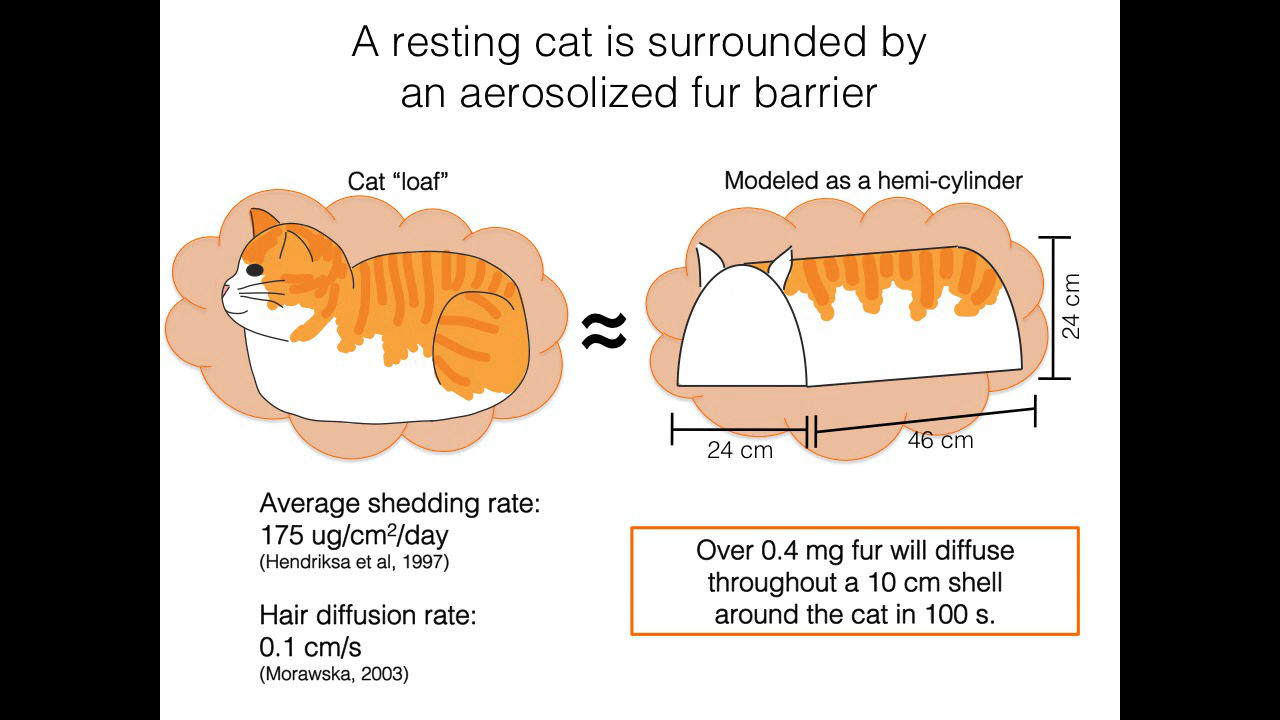 A resting cat is surrounded by
an aerosolized fur barrier
Cat “loaf”
Modeled as a hemi-cylinder
≈
24 cm
24 cm
46 cm
Average shedding rate:
175 ug/cm²/day
(Hendriksa et al, 1997)
Hair diffusion rate:
0.1 cm/s
(Morawska, 2003)
Over 0.4 mg fur will diffuse
throughout a 10 cm shell
around the cat in 100 s.